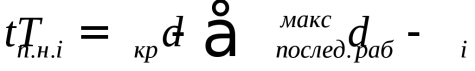 tT п.н.i = кр d - å макс послед.раб d - i